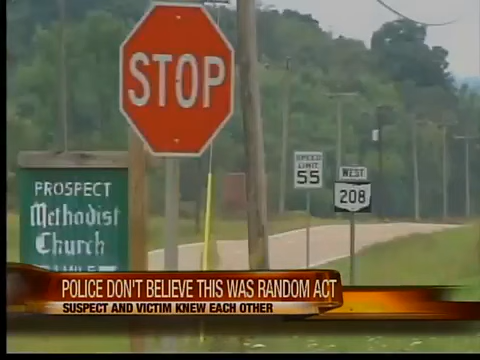 STOP
SPEED
LIMIT
55
WEST
208
PROSPECT
Methodist
Church
MILE
POLICE DON'T BELIEVE THIS WAS RANDOM ACT
SUSPECT AND VICTIM KNEW EACH OTHER